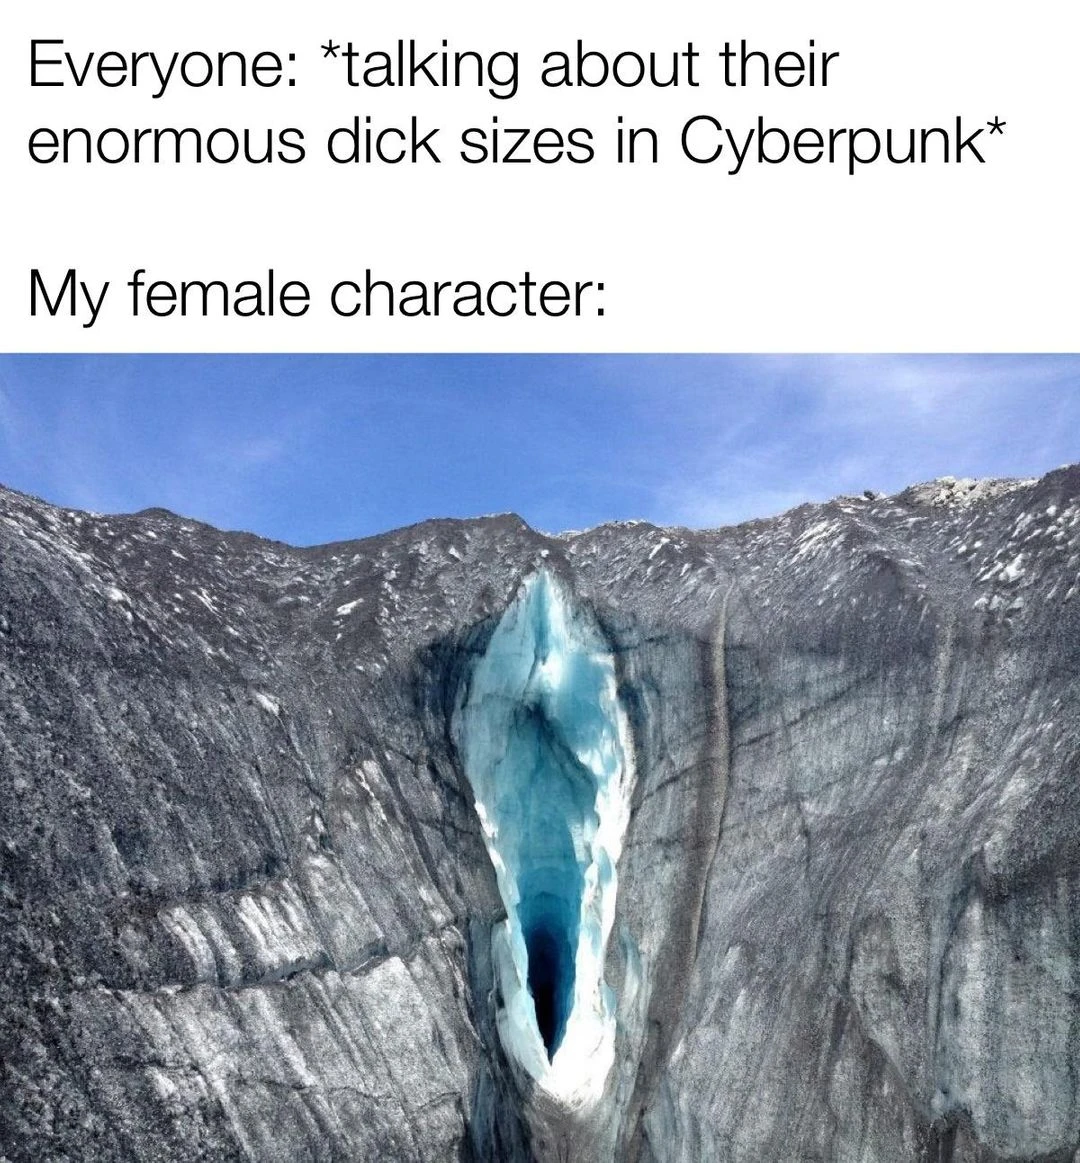 Everyone: *talking about their
enormous dick sizes in Cyberpunk*
My female character: